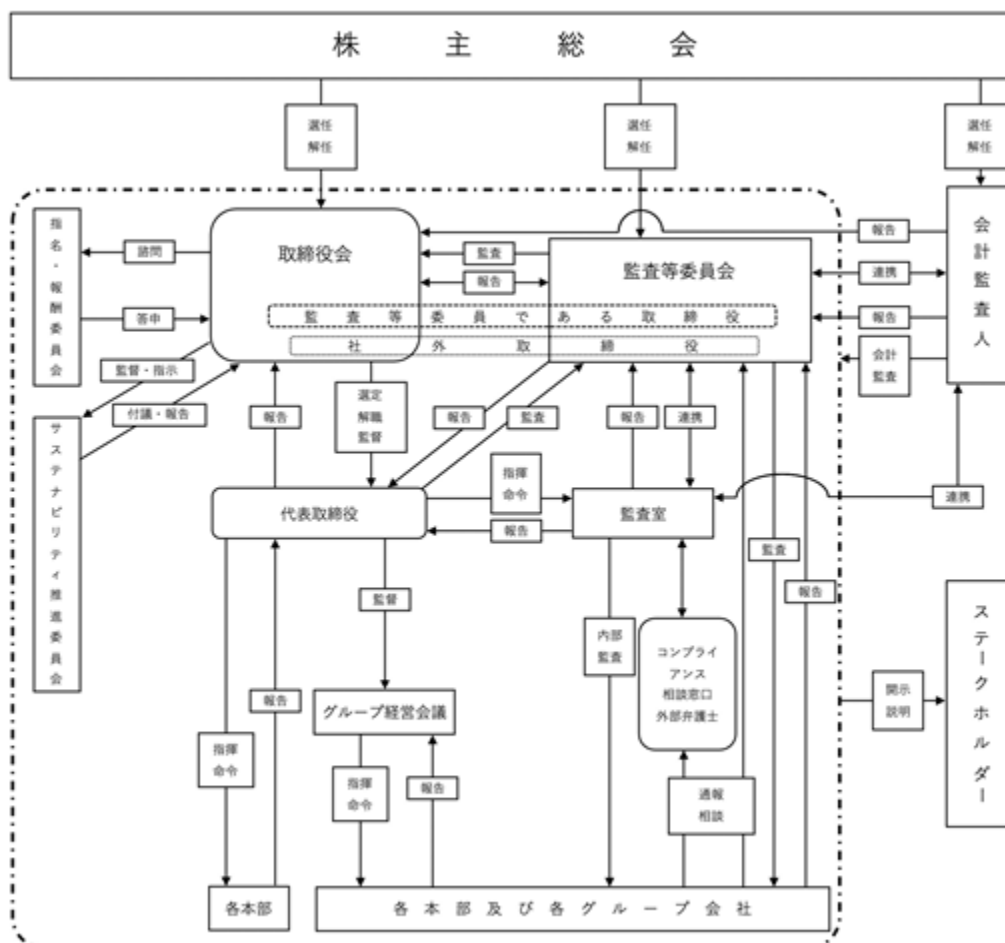 株主総会
選任
解任
選任
解任
選任
解任
指名・報酬委員会
諮問
答申
取締役会
監査
報告
監査等委員会
監査等委員である取締役
社外取締役
報告
連携
報告
会計
監査
会計監査人
監督・指示
付議・報告
サステナビリティ推進委員会
報告
選定
解職
監督
報告
監査
報告
連携
代表取締役
指揮
命令
報告
監査室
連携
監督
内部
監査
コンプライ
アンス
相談窓口
外部弁護士
監査
報告
報告
グループ経営会議
指揮
命令
指揮
命令
報告
通報
相談
開示
説明
ステークホルダー
各本部
各本部及び各グループ会社